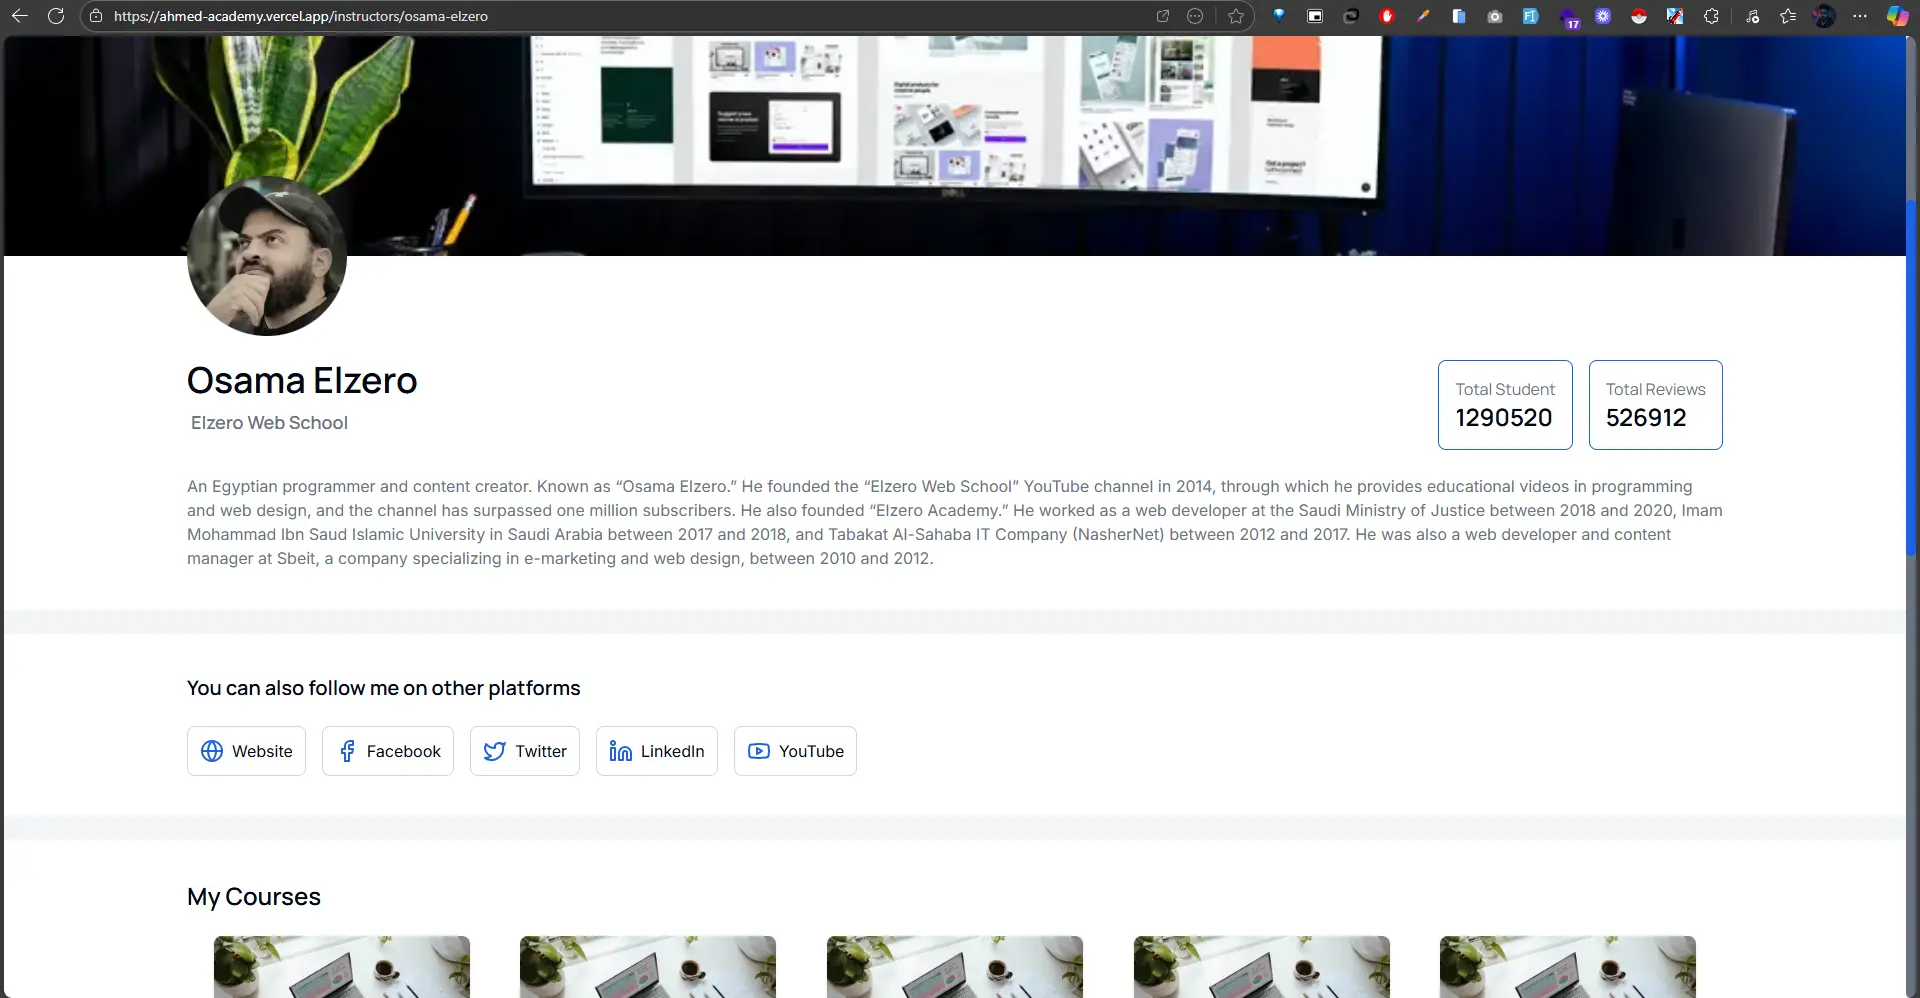 https://ahmed-academy.vercel.app/instructors/osama-elzero
17
Digital products for
creative people
DELL
Osama Elzero
Elzero Web School
Total Student
1290520
Total Reviews
526912
An Egyptian programmer and content creator. Known as “Osama Elzero.” He founded the “Elzero Web School” YouTube channel in 2014, through which he provides educational videos in programming
and web design, and the channel has surpassed one million subscribers. He also founded “Elzero Academy.” He worked as a web developer at the Saudi Ministry of Justice between 2018 and 2020, Imam
Mohammad Ibn Saud Islamic University in Saudi Arabia between 2017 and 2018, and Tabakat Al-Sahaba IT Company (NasherNet) between 2012 and 2017. He was also a web developer and content
manager at Sbeit, a company specializing in e-marketing and web design, between 2010 and 2012.
You can also follow me on other platforms
Website
Facebook
Twitter
LinkedIn
YouTube
My Courses